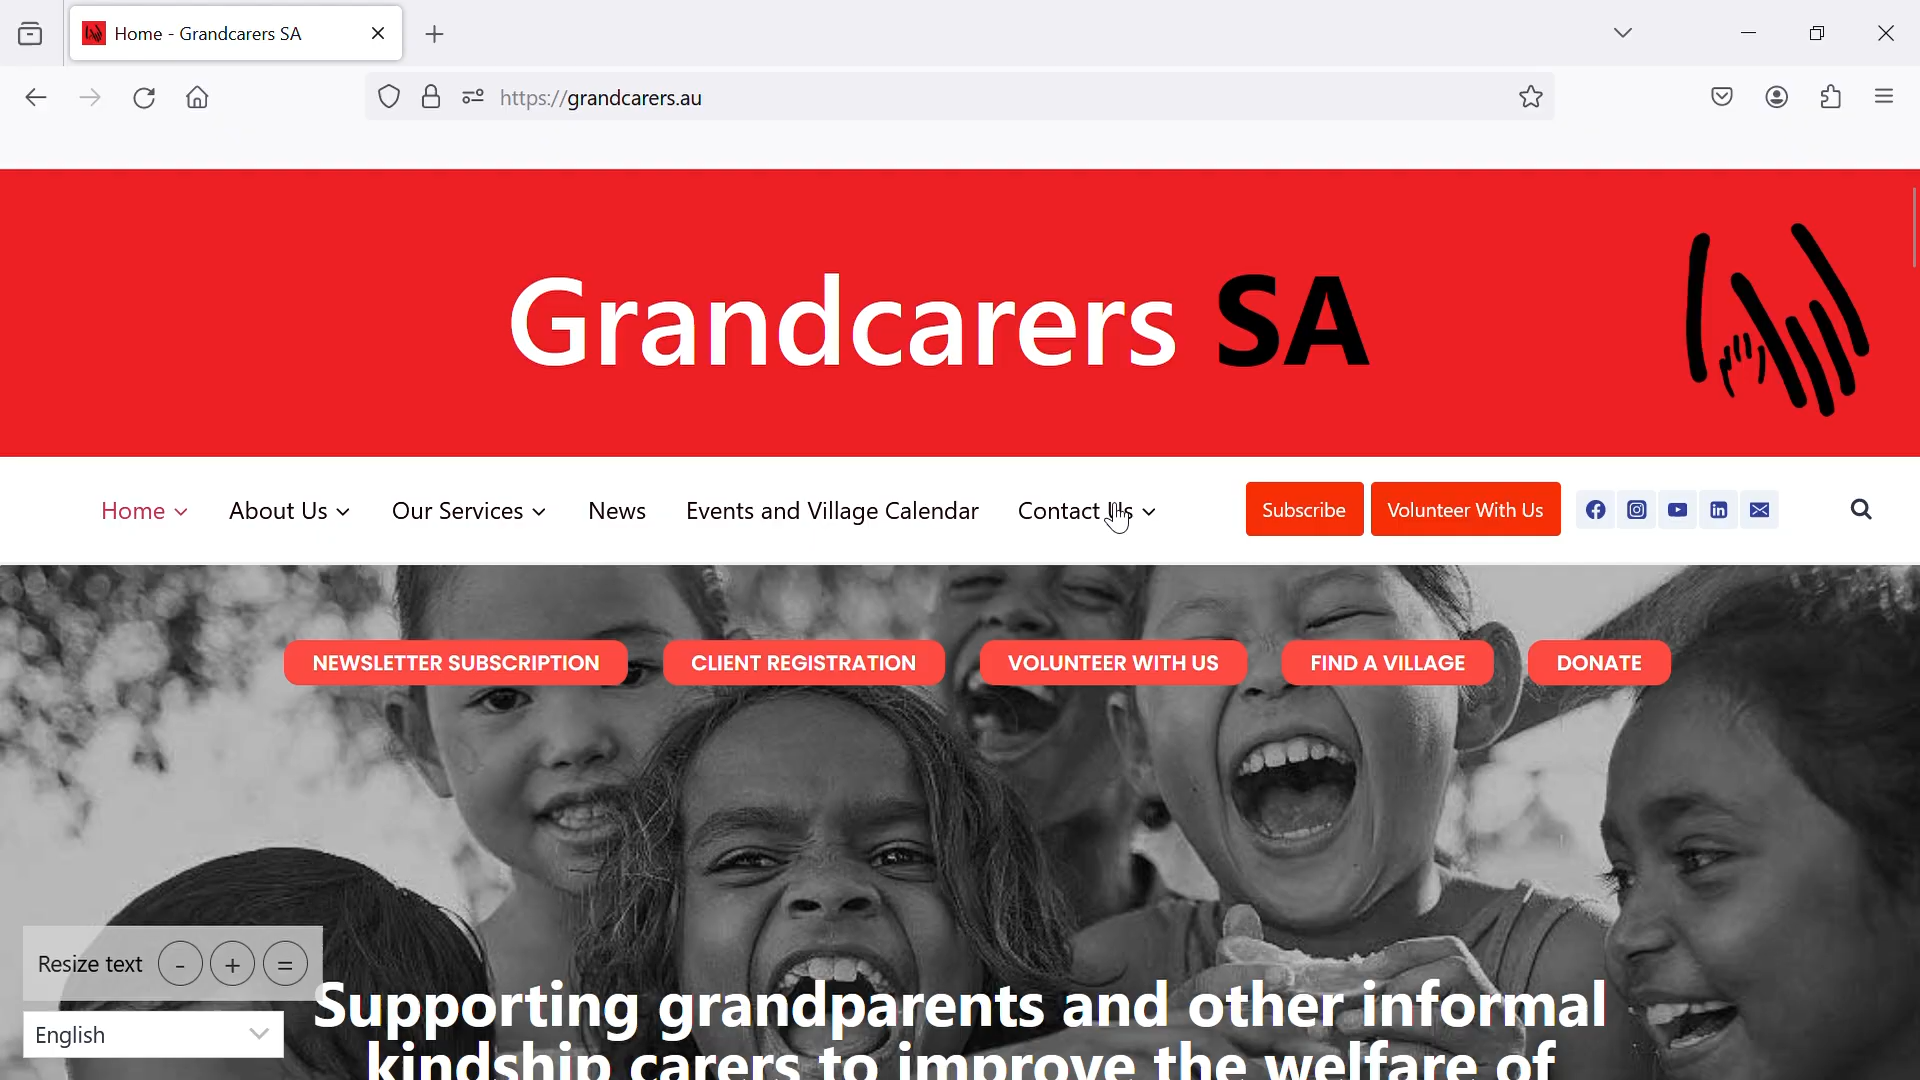 Home - Grandcarers SA
https://grandcarers.au
Grandcarers SA
Home
About Us
Our Services
News
Events and Village Calendar
Contact Us
Subscribe
Volunteer With Us
NEWSLETTER SUBSCRIPTION
CLIENT REGISTRATION
VOLUNTEER WITH US
FIND A VILLAGE
DONATE
Resize text - + =
Supporting grandparents and other informal
kindship carers to improve the welfare of
English